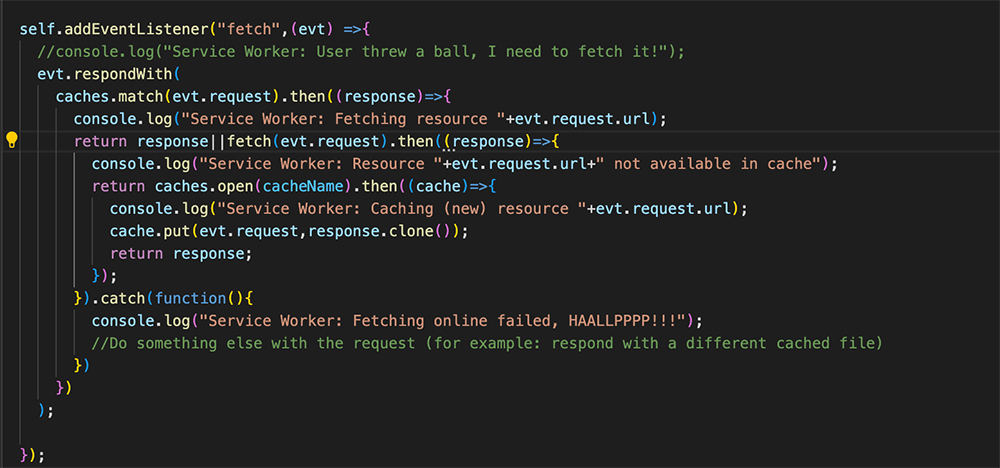 self.addEventListener("fetch",(evt) =>{
  //console.log("Service Worker: User threw a ball, I need to fetch it!");
  evt.respondWith(
    caches.match(evt.request).then((response)=>{
      console.log("Service Worker: Fetching resource "+evt.request.url);
      return response||fetch(evt.request).then((response)=>{
        console.log("Service Worker: Resource "+evt.request.url+" not available in cache");
        return caches.open(cacheName).then((cache)=>{
          console.log("Service Worker: Caching (new) resource "+evt.request.url);
          cache.put(evt.request,response.clone());
          return response;
        });
      }).catch(function(){
        console.log("Service Worker: Fetching online failed, HAALLPPPP!!!");
        //Do something else with the request (for example: respond with a different cached file)
      })
    })
  );
});